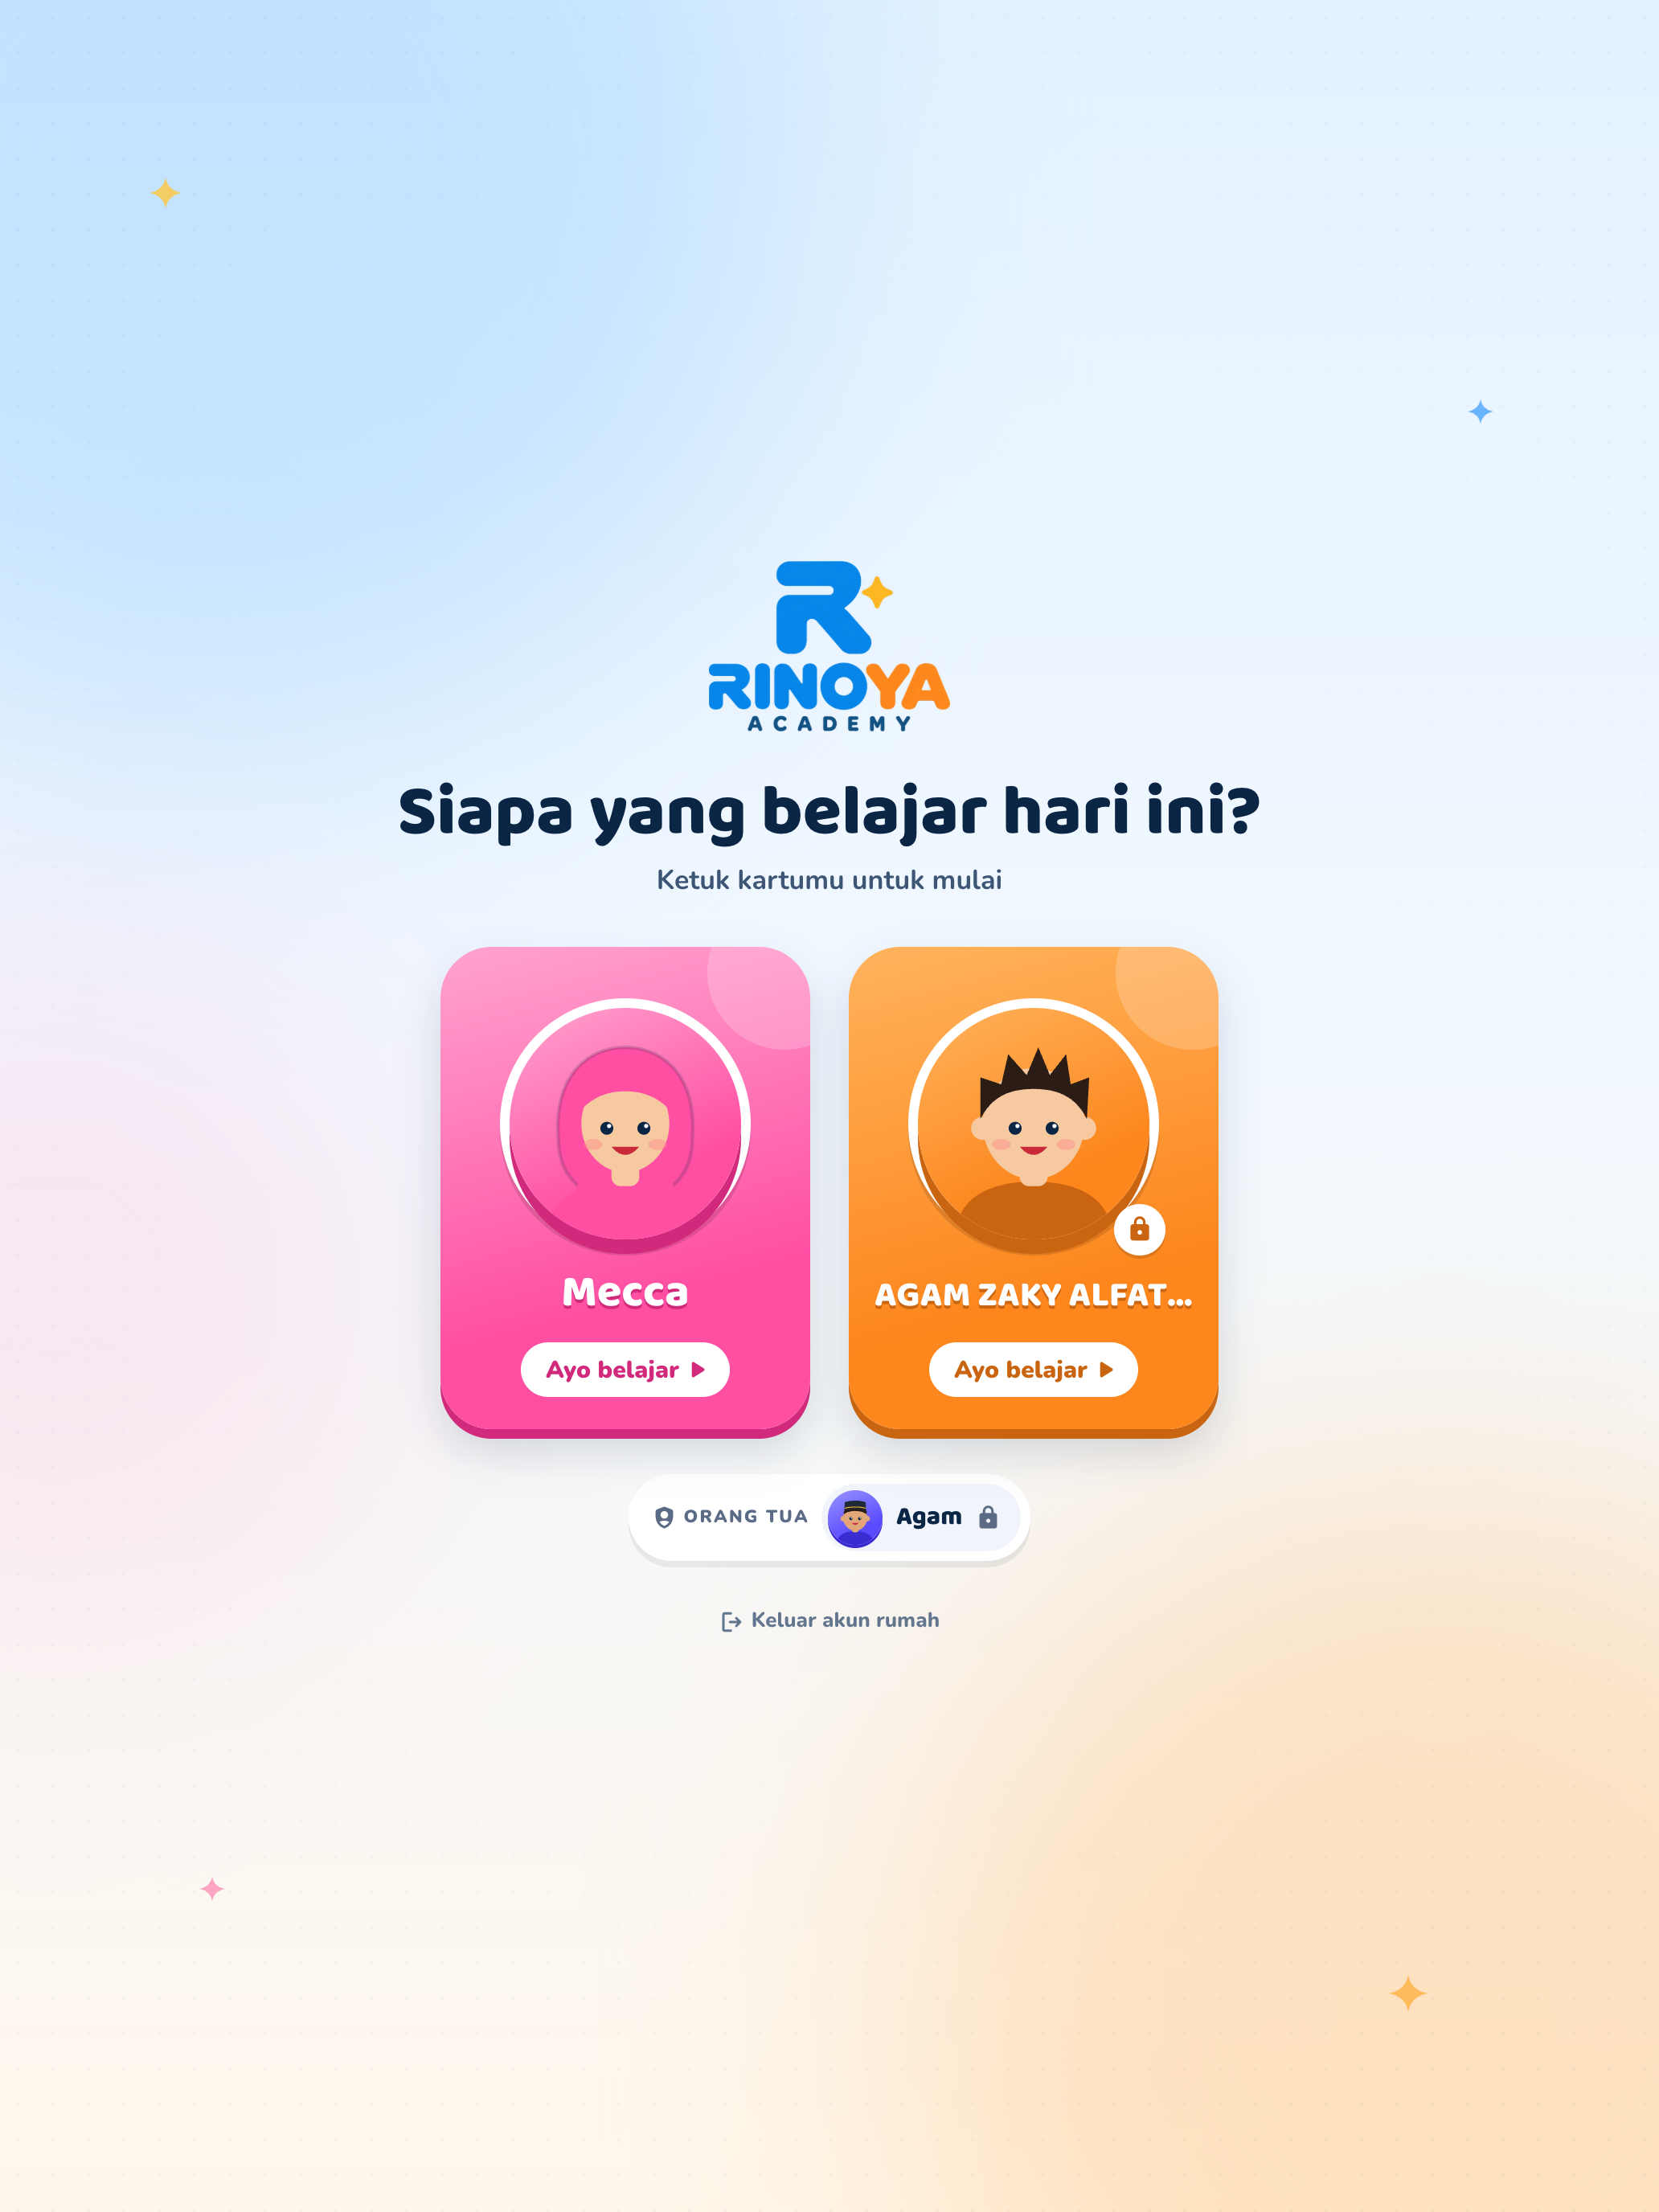 RINOYA
ACADEMY
Siapa yang belajar hari ini?
Ketuk kartumu untuk mulai
Mecca
AGAM ZAKY ALFAT...
Ayo belajar
Ayo belajar
ORANG TUA
Agam
Keluar akun rumah